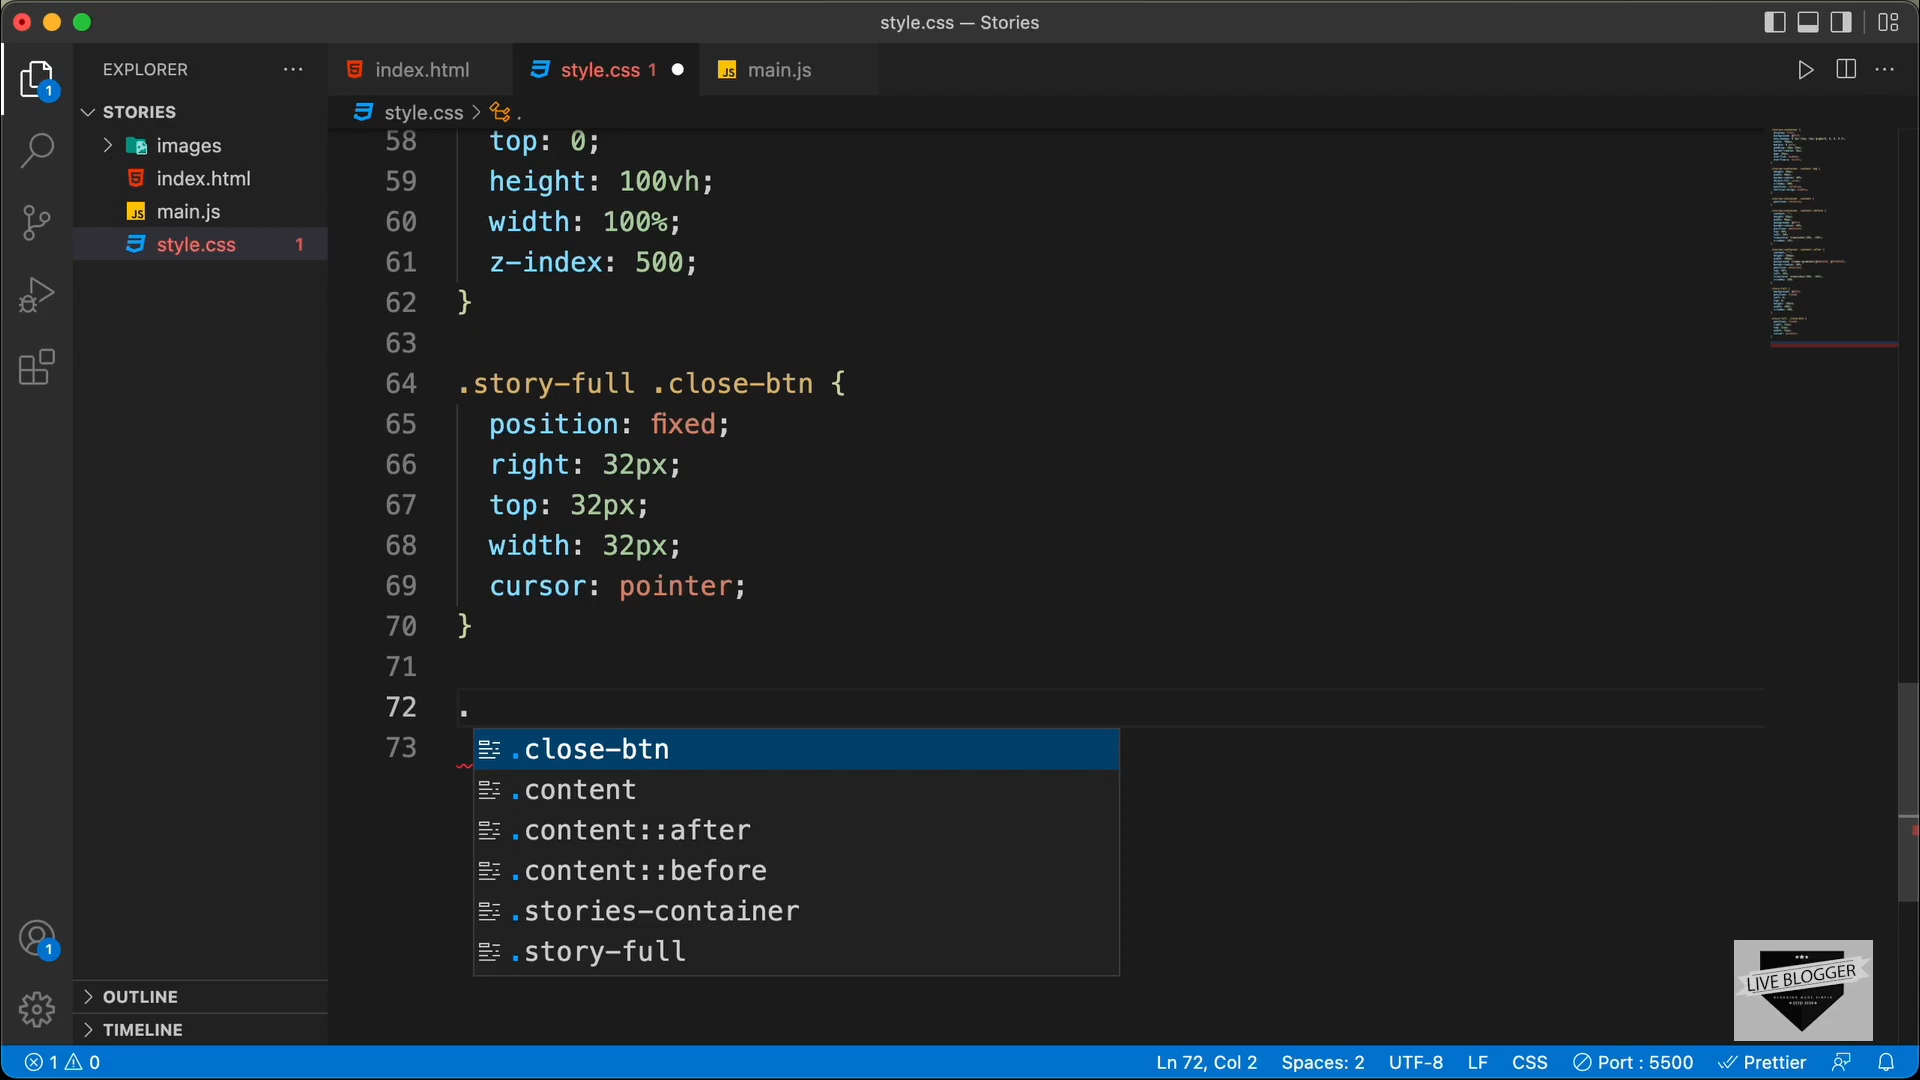 style.css — Stories
EXPLORER
STORIES
images
index.html
main.js
style.css 1
1
1
OUTLINE
TIMELINE
index.html
style.css 1
main.js
style.css > .
58 top: 0;
59 height: 100vh;
60 width: 100%;
61 z-index: 500;
62 }
63
64 .story-full .close-btn {
65 position: fixed;
66 right: 32px;
67 top: 32px;
68 width: 32px;
69 cursor: pointer;
70 }
71
72 .
73
.close-btn
.content
.content::after
.content::before
.stories-container
.story-full
LIVE BLOGGER
1 0
Ln 72, Col 2 Spaces: 2 UTF-8 LF CSS Port : 5500 Prettier